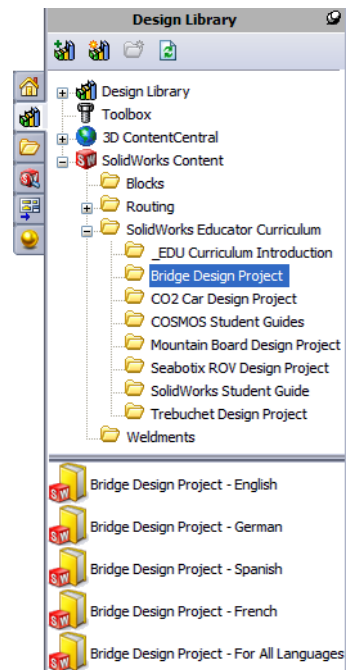 Design Library
Design Library
Toolbox
3D ContentCentral
SolidWorks Content
Blocks
Routing
SolidWorks Educator Curriculum
_EDU Curriculum Introduction
Bridge Design Project
CO2 Car Design Project
COSMOS Student Guides
Mountain Board Design Project
Seabotix ROV Design Project
SolidWorks Student Guide
Trebuchet Design Project
Weldments
Bridge Design Project - English
Bridge Design Project - German
Bridge Design Project - Spanish
Bridge Design Project - French
Bridge Design Project - For All Languages